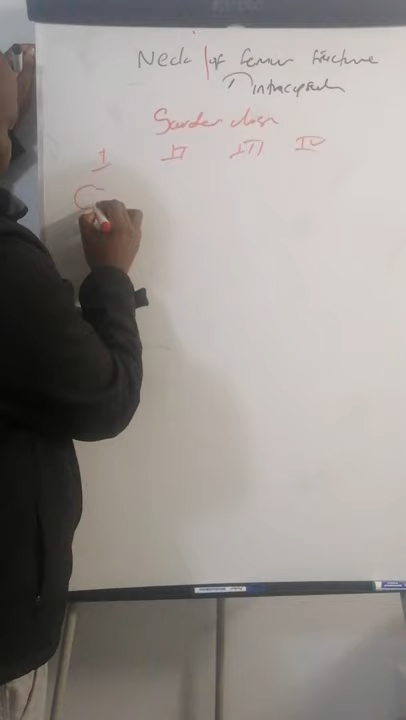 Neck of femur fracture
intracapsular
Garden class
I II III IV